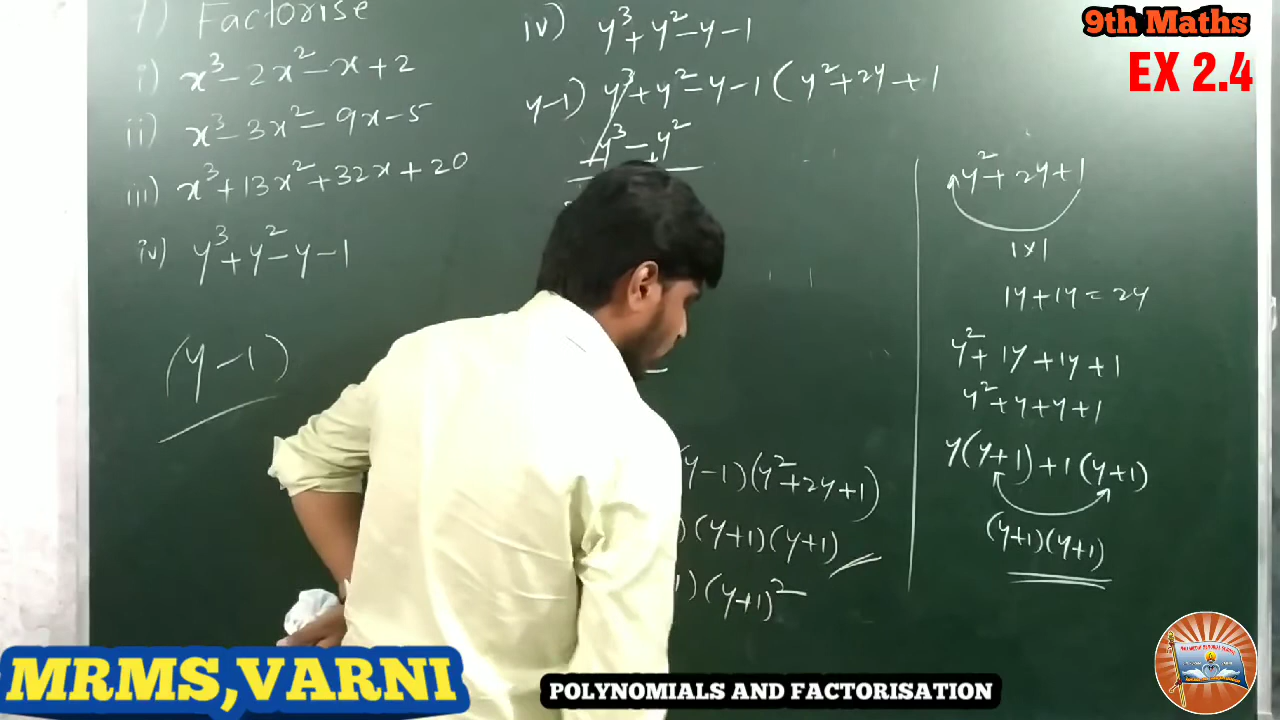 7) Factorise
i) x³-2x²-x+2
ii) x³-3x²-9x-5
iii) x³+13x²+32x+20
iv) y³+y²-y-1
(y-1)
iv) y³+y²-y-1
y-1) y³+y²-y-1 ( y²+2y+1
y³-y²
- +
(y-1)(y²+2y+1)
)(y+1)(y+1)
1)(y+1)²
y²+2y+1
1x1
1y+1y=2y
y²+1y+1y+1
y²+y+y+1
y(y+1)+1(y+1)
(y+1)(y+1)
9th Maths
EX 2.4
MRMS,VARNI
POLYNOMIALS AND FACTORISATION